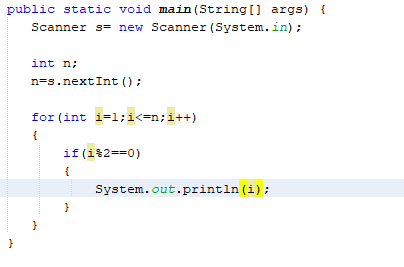 public static void main(String[] args) {
Scanner s= new Scanner(System.in);
int n;
n=s.nextInt();
for(int i=1;i<=n;i++)
{
if(i%2==0)
{
System.out.println(i);
}
}
}